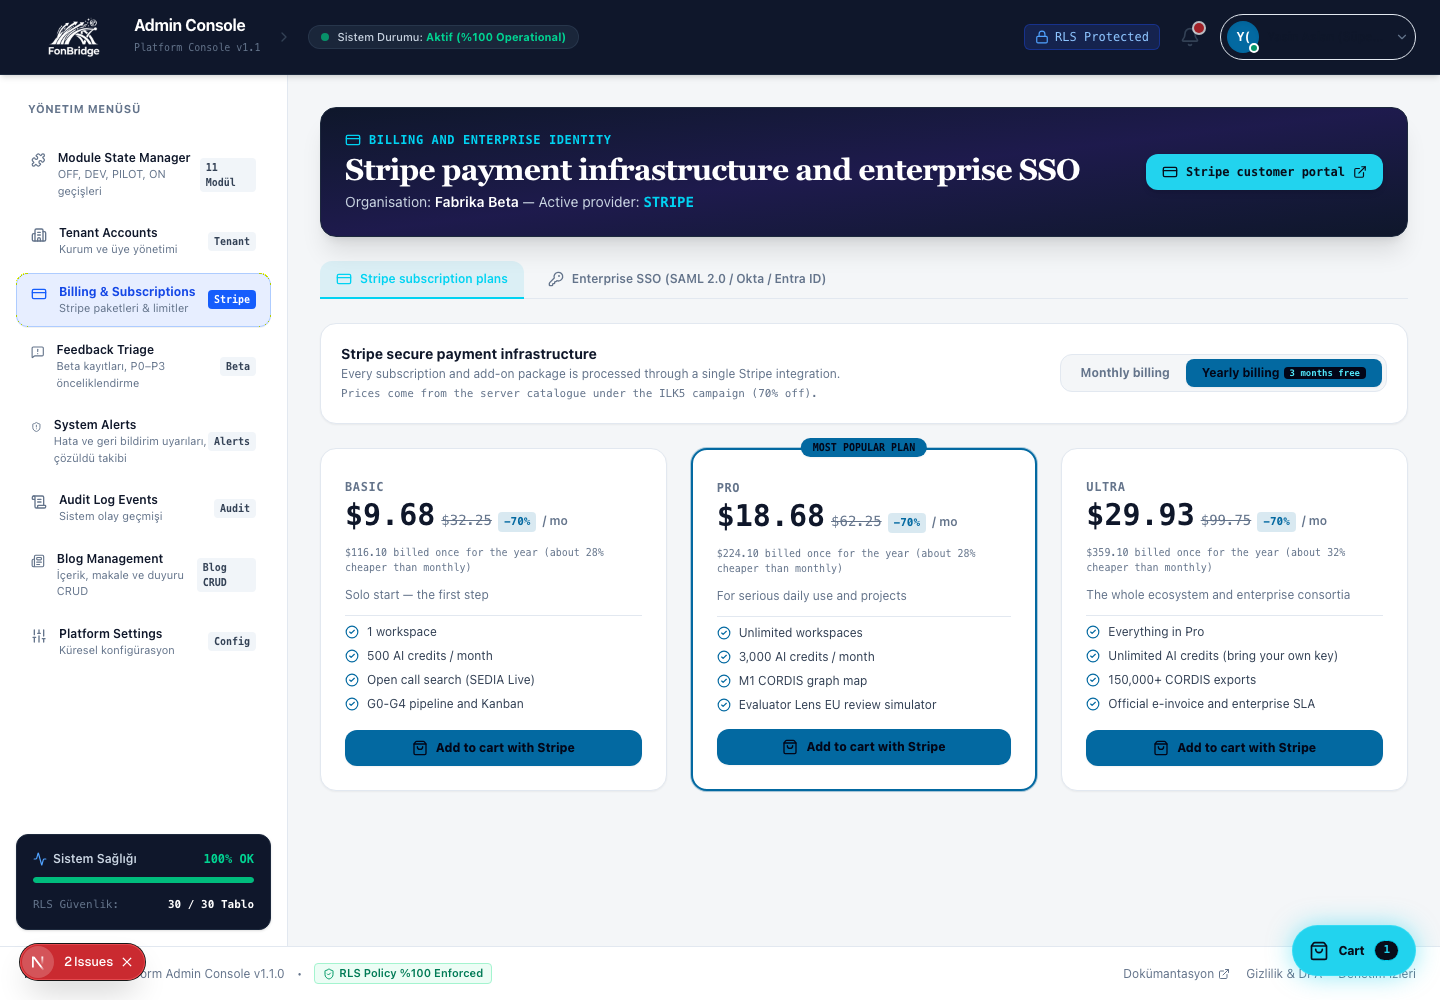 FonBridge
Admin Console
Platform Console v1.1
Sistem Durumu: Aktif (%100 Operational)
RLS Protected
Y(
YÖNETIM MENÜSÜ
Module State Manager
OFF, DEV, PILOT, ON
geçişleri
11
Modül
Tenant Accounts
Kurum ve üye yönetimi
Tenant
Billing & Subscriptions
Stripe paketleri & limitler
Stripe
Feedback Triage
Beta kayıtları, P0–P3
önceliklendirme
Beta
System Alerts
Hata ve geri bildirim uyarıları,
çözüldü takibi
Alerts
Audit Log Events
Sistem olay geçmişi
Audit
Blog Management
İçerik, makale ve duyuru
CRUD
Blog
CRUD
Platform Settings
Küresel konfigürasyon
Config
Sistem Sağlığı
100% OK
RLS Güvenlik:
30 / 30 Tablo
BILLING AND ENTERPRISE IDENTITY
Stripe payment infrastructure and enterprise SSO
Organisation: Fabrika Beta — Active provider: STRIPE
Stripe customer portal
Stripe subscription plans
Enterprise SSO (SAML 2.0 / Okta / Entra ID)
Stripe secure payment infrastructure
Every subscription and add-on package is processed through a single Stripe integration.
Prices come from the server catalogue under the ILK5 campaign (70% off).
Monthly billing
Yearly billing 3 months free
BASIC
$9.68 $32.25 −70% / mo
$116.10 billed once for the year (about 28%
cheaper than monthly)
Solo start — the first step
1 workspace
500 AI credits / month
Open call search (SEDIA Live)
G0-G4 pipeline and Kanban
Add to cart with Stripe
MOST POPULAR PLAN
PRO
$18.68 $62.25 −70% / mo
$224.10 billed once for the year (about 28%
cheaper than monthly)
For serious daily use and projects
Unlimited workspaces
3,000 AI credits / month
M1 CORDIS graph map
Evaluator Lens EU review simulator
Add to cart with Stripe
ULTRA
$29.93 $99.75 −70% / mo
$359.10 billed once for the year (about 32%
cheaper than monthly)
The whole ecosystem and enterprise consortia
Everything in Pro
Unlimited AI credits (bring your own key)
150,000+ CORDIS exports
Official e-invoice and enterprise SLA
Add to cart with Stripe
Cart 1
N 2 Issues
orm Admin Console v1.1.0 • RLS Policy %100 Enforced
Dokümantasyon
Gizlilik &